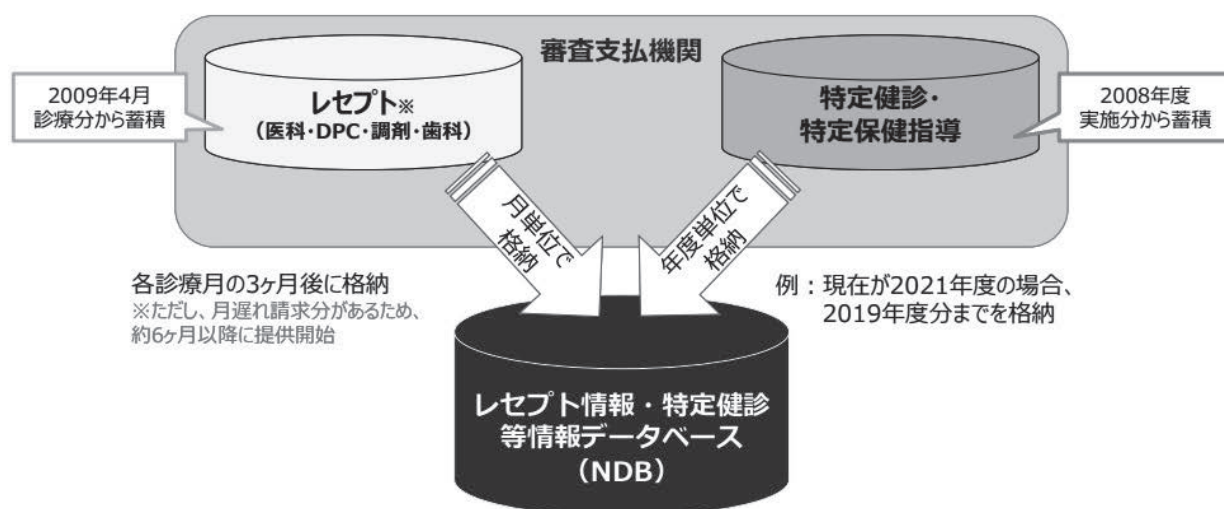 審査支払機関
2009年4月
診療分から蓄積
レセプト※
（医科・DPC・調剤・歯科）
特定健診・
特定保健指導
2008年度
実施分から蓄積
月単位で
格納
年度単位で
格納
各診療月の3ヶ月後に格納
※ただし、月遅れ請求分があるため、
約6ヶ月以降に提供開始
例：現在が2021年度の場合、
2019年度分までを格納
レセプト情報・特定健診
等情報データベース
（NDB）